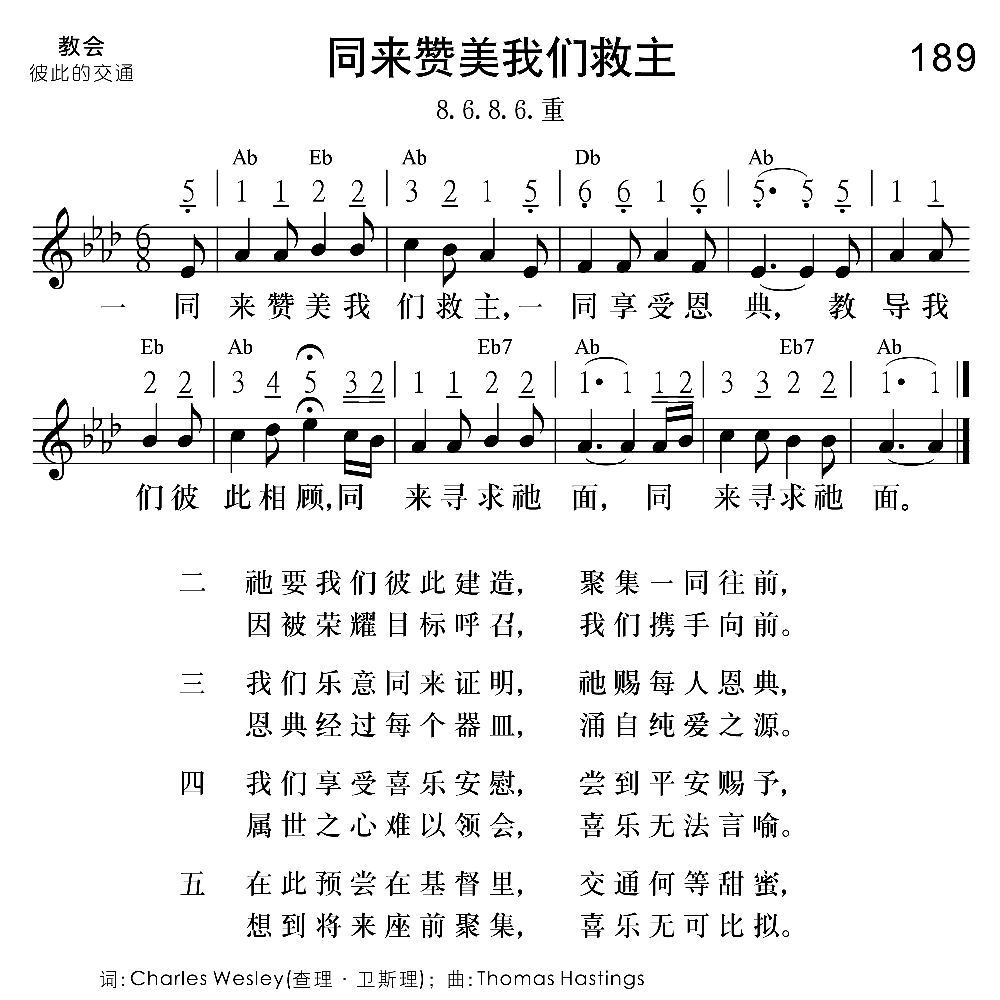 教会
彼此的交通
同来赞美我们救主
189
8.6.8.6.重
Ab Eb Ab Db Ab
5 | 1 1 2 2 | 3 2 1 5 | 6 6 1 6 | 5· 5 5 | 1 1
6 8
一 同 来赞美我 们救主,一 同享受恩 典, 教 导我
Eb Ab Eb7 Ab Eb7 Ab
2 2 | 3 4 5 3 2 | 1 1 2 2 | 1· 1 1 2 | 3 3 2 2 | 1· 1
们彼 此相顾,同 来寻求祂 面, 同 来寻求祂 面。
二 祂要我们彼此建造, 聚集一同往前,
因被荣耀目标呼召, 我们携手向前。
三 我们乐意同来证明, 祂赐每人恩典,
恩典经过每个器皿, 涌自纯爱之源。
四 我们享受喜乐安慰, 尝到平安赐予,
属世之心难以领会, 喜乐无法言喻。
五 在此预尝在基督里, 交通何等甜蜜,
想到将来座前聚集, 喜乐无可比拟。
词: Charles Wesley(查理·卫斯理); 曲: Thomas Hastings